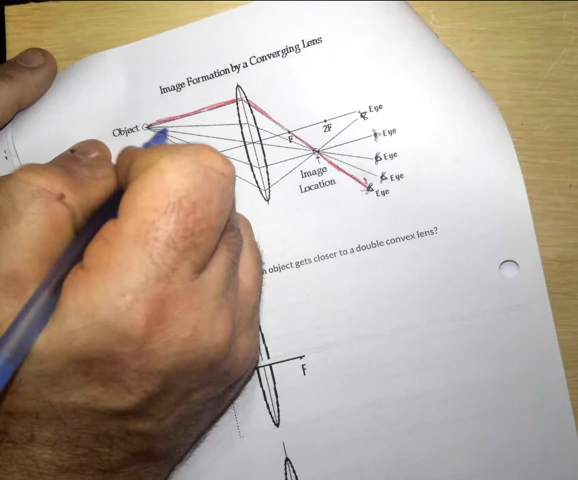 Image Formation by a Converging Lens
Object
Eye
2F
F
Eye
Eye
Image
Location
Eye
Eye
object gets closer to a double convex lens?
F